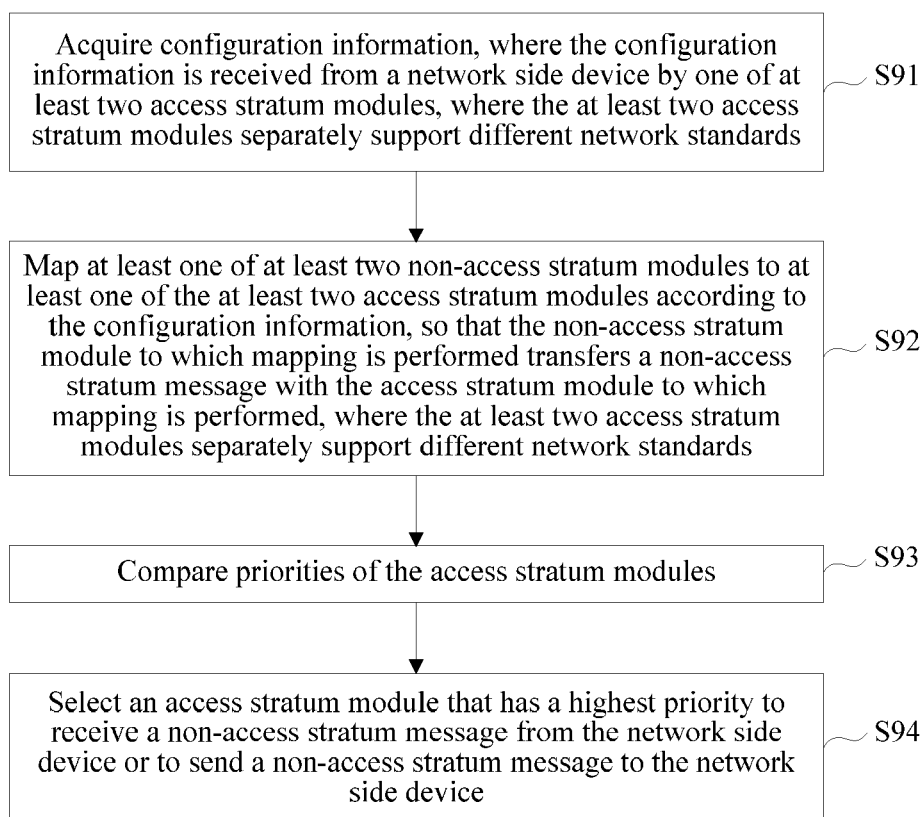 Acquire configuration information, where the configuration
information is received from a network side device by one of at
least two access stratum modules, where the at least two access
stratum modules separately support different network standards
S91
Map at least one of at least two non-access stratum modules to at
least one of the at least two access stratum modules according to
the configuration information, so that the non-access stratum
module to which mapping is performed transfers a non-access
stratum message with the access stratum module to which
mapping is performed, where the at least two access stratum
modules separately support different network standards
S92
Compare priorities of the access stratum modules
S93
Select an access stratum module that has a highest priority to
receive a non-access stratum message from the network side
device or to send a non-access stratum message to the network
side device
S94